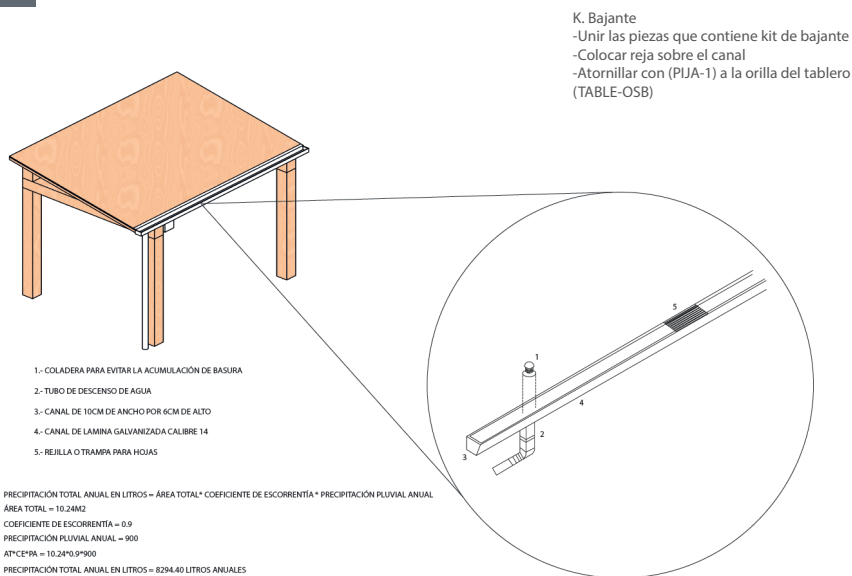 K. Bajante
-Unir las piezas que contiene kit de bajante
-Colocar reja sobre el canal
-Atornillar con (PIJA-1) a la orilla del tablero
(TABLE-OSB)
1
2
3
4
5
1.- COLADERA PARA EVITAR LA ACUMULACIÓN DE BASURA
2.- TUBO DE DESCENSO DE AGUA
3.- CANAL DE 10CM DE ANCHO POR 6CM DE ALTO
4.- CANAL DE LAMINA GALVANIZADA CALIBRE 14
5.- REJILLA O TRAMPA PARA HOJAS
PRECIPITACIÓN TOTAL ANUAL EN LITROS = ÁREA TOTAL* COEFICIENTE DE ESCORRENTÍA * PRECIPITACIÓN PLUVIAL ANUAL
ÁREA TOTAL = 10.24M2
COEFICIENTE DE ESCORRENTÍA = 0.9
PRECIPITACIÓN PLUVIAL ANUAL = 900
AT*CE*PA = 10.24*0.9*900
PRECIPITACIÓN TOTAL ANUAL EN LITROS = 8294.40 LITROS ANUALES